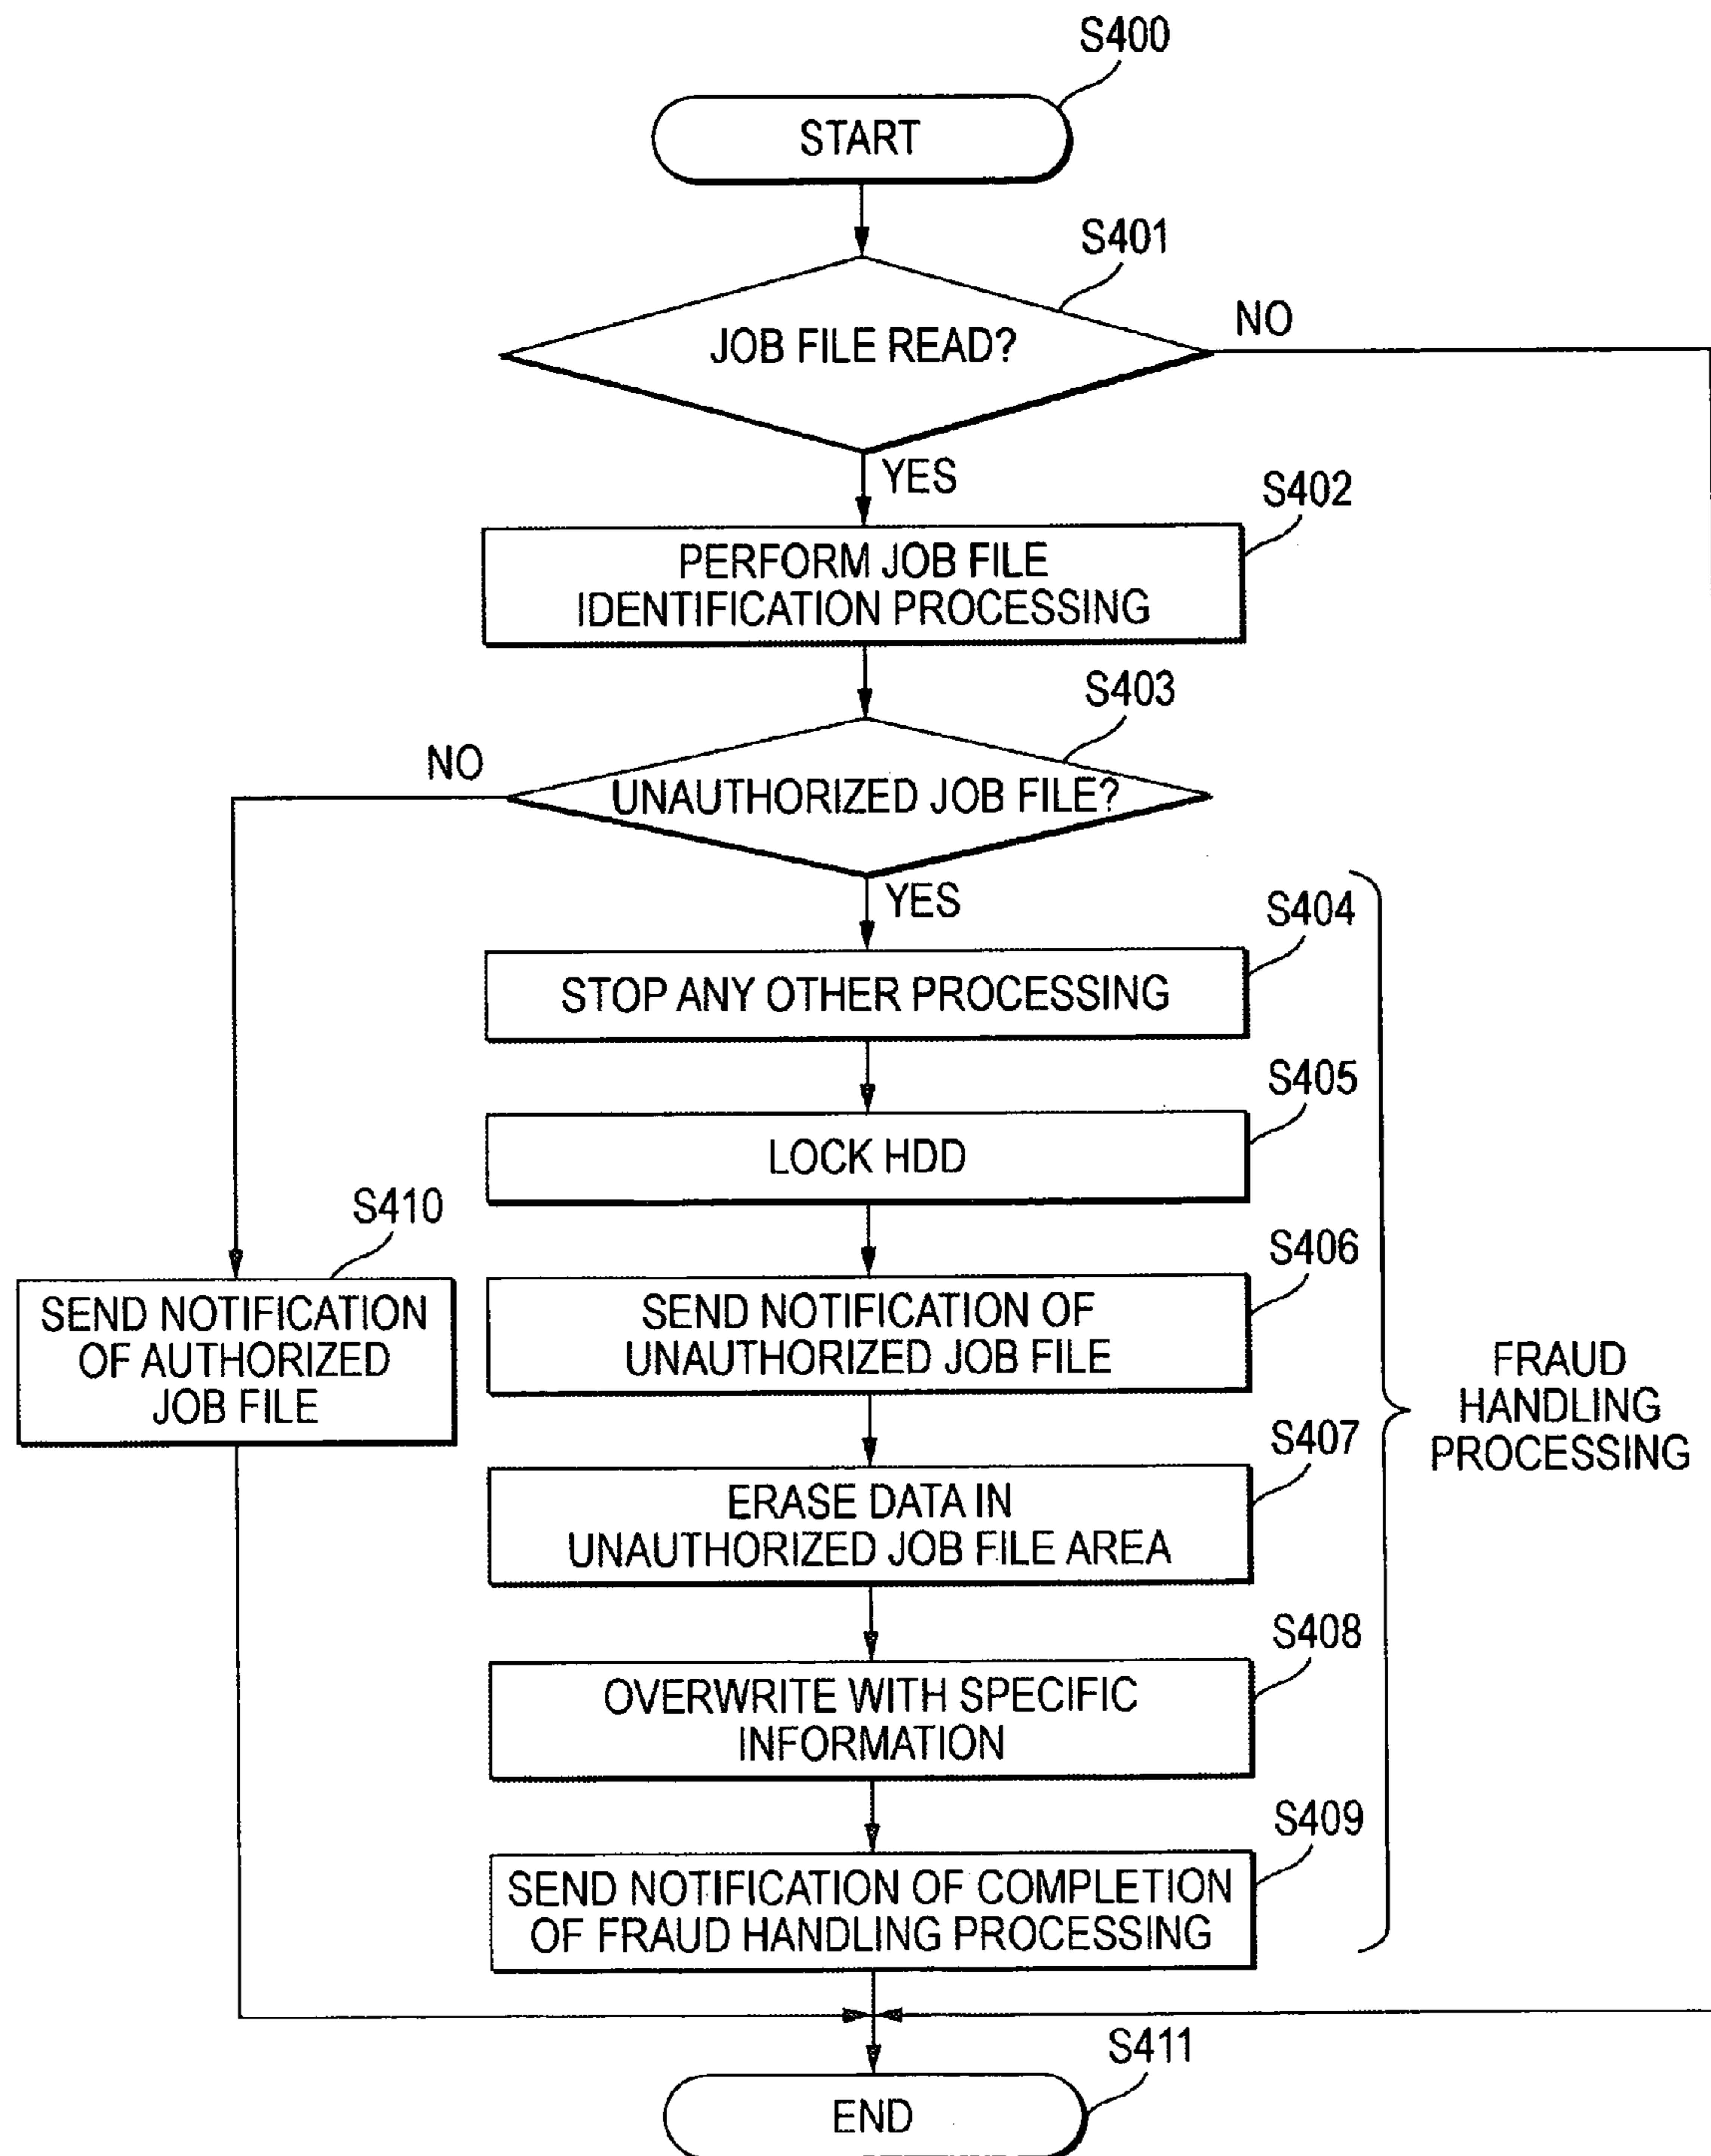 S400
START
S401
JOB FILE READ?
NO
YES
S402
PERFORM JOB FILE
IDENTIFICATION PROCESSING
S403
NO
UNAUTHORIZED JOB FILE?
YES
S404
STOP ANY OTHER PROCESSING
S405
LOCK HDD
S410
SEND NOTIFICATION
OF AUTHORIZED
JOB FILE
S406
SEND NOTIFICATION OF
UNAUTHORIZED JOB FILE
FRAUD
HANDLING
PROCESSING
S407
ERASE DATA IN
UNAUTHORIZED JOB FILE AREA
S408
OVERWRITE WITH SPECIFIC
INFORMATION
S409
SEND NOTIFICATION OF COMPLETION
OF FRAUD HANDLING PROCESSING
S411
END